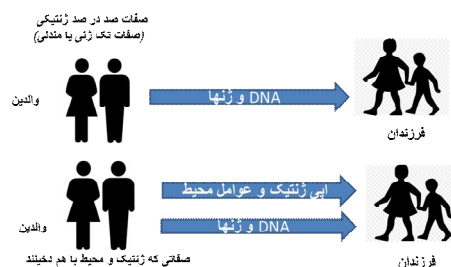 صفات صد در صد ژنتیکی
(صفات تک ژنی یا مندلی)
والدین
DNA و ژنها
فرزندان
اپی ژنتیک و عوامل محیط
والدین
DNA و ژنها
صفاتی که ژنتیک و محیط با هم دخیلند
فرزندان